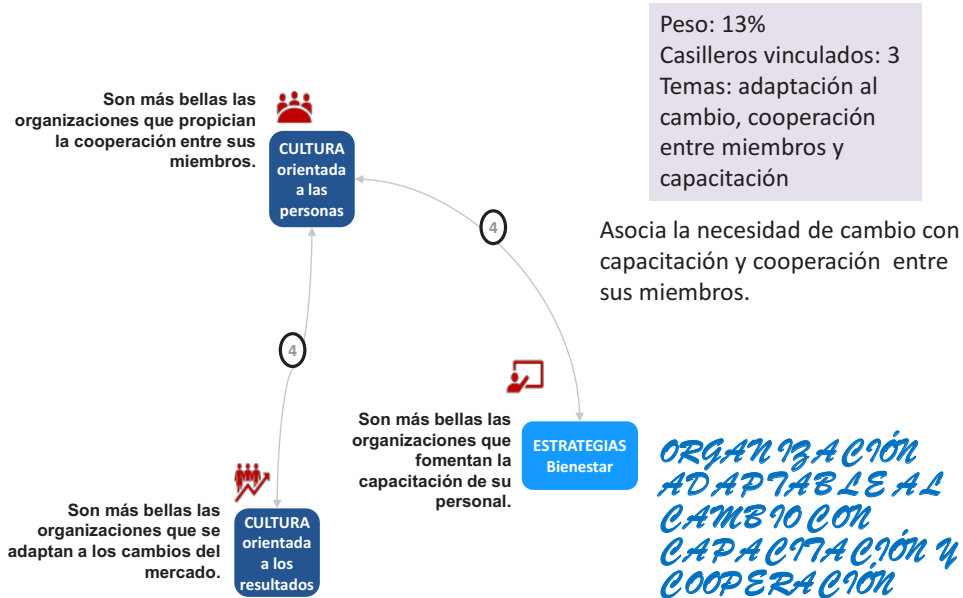 Peso: 13%
Casilleros vinculados: 3
Temas: adaptación al
cambio, cooperación
entre miembros y
capacitación
Son más bellas las
organizaciones que propician
la cooperación entre sus
miembros.
CULTURA
orientada
a las
personas
4
Asocia la necesidad de cambio con
capacitación y cooperación  entre
sus miembros.
4
Son más bellas las
organizaciones que
fomentan la
capacitación de su
personal.
ESTRATEGIAS
Bienestar
ORGANIZACIÓN
ADAPTABLE AL
CAMBIO CON
CAPACITACIÓN Y
COOPERACIÓN
Son más bellas las
organizaciones que se
adaptan a los cambios del
mercado.
CULTURA
orientada
a los
resultados